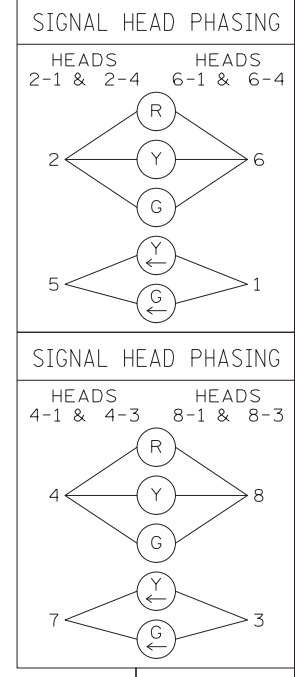 SIGNAL HEAD PHASING
HEADS HEADS
2-1 & 2-4 6-1 & 6-4
R
2 Y 6
G
Y
5 1
G
SIGNAL HEAD PHASING
HEADS HEADS
4-1 & 4-3 8-1 & 8-3
R
4 Y 8
G
Y
7 3
G